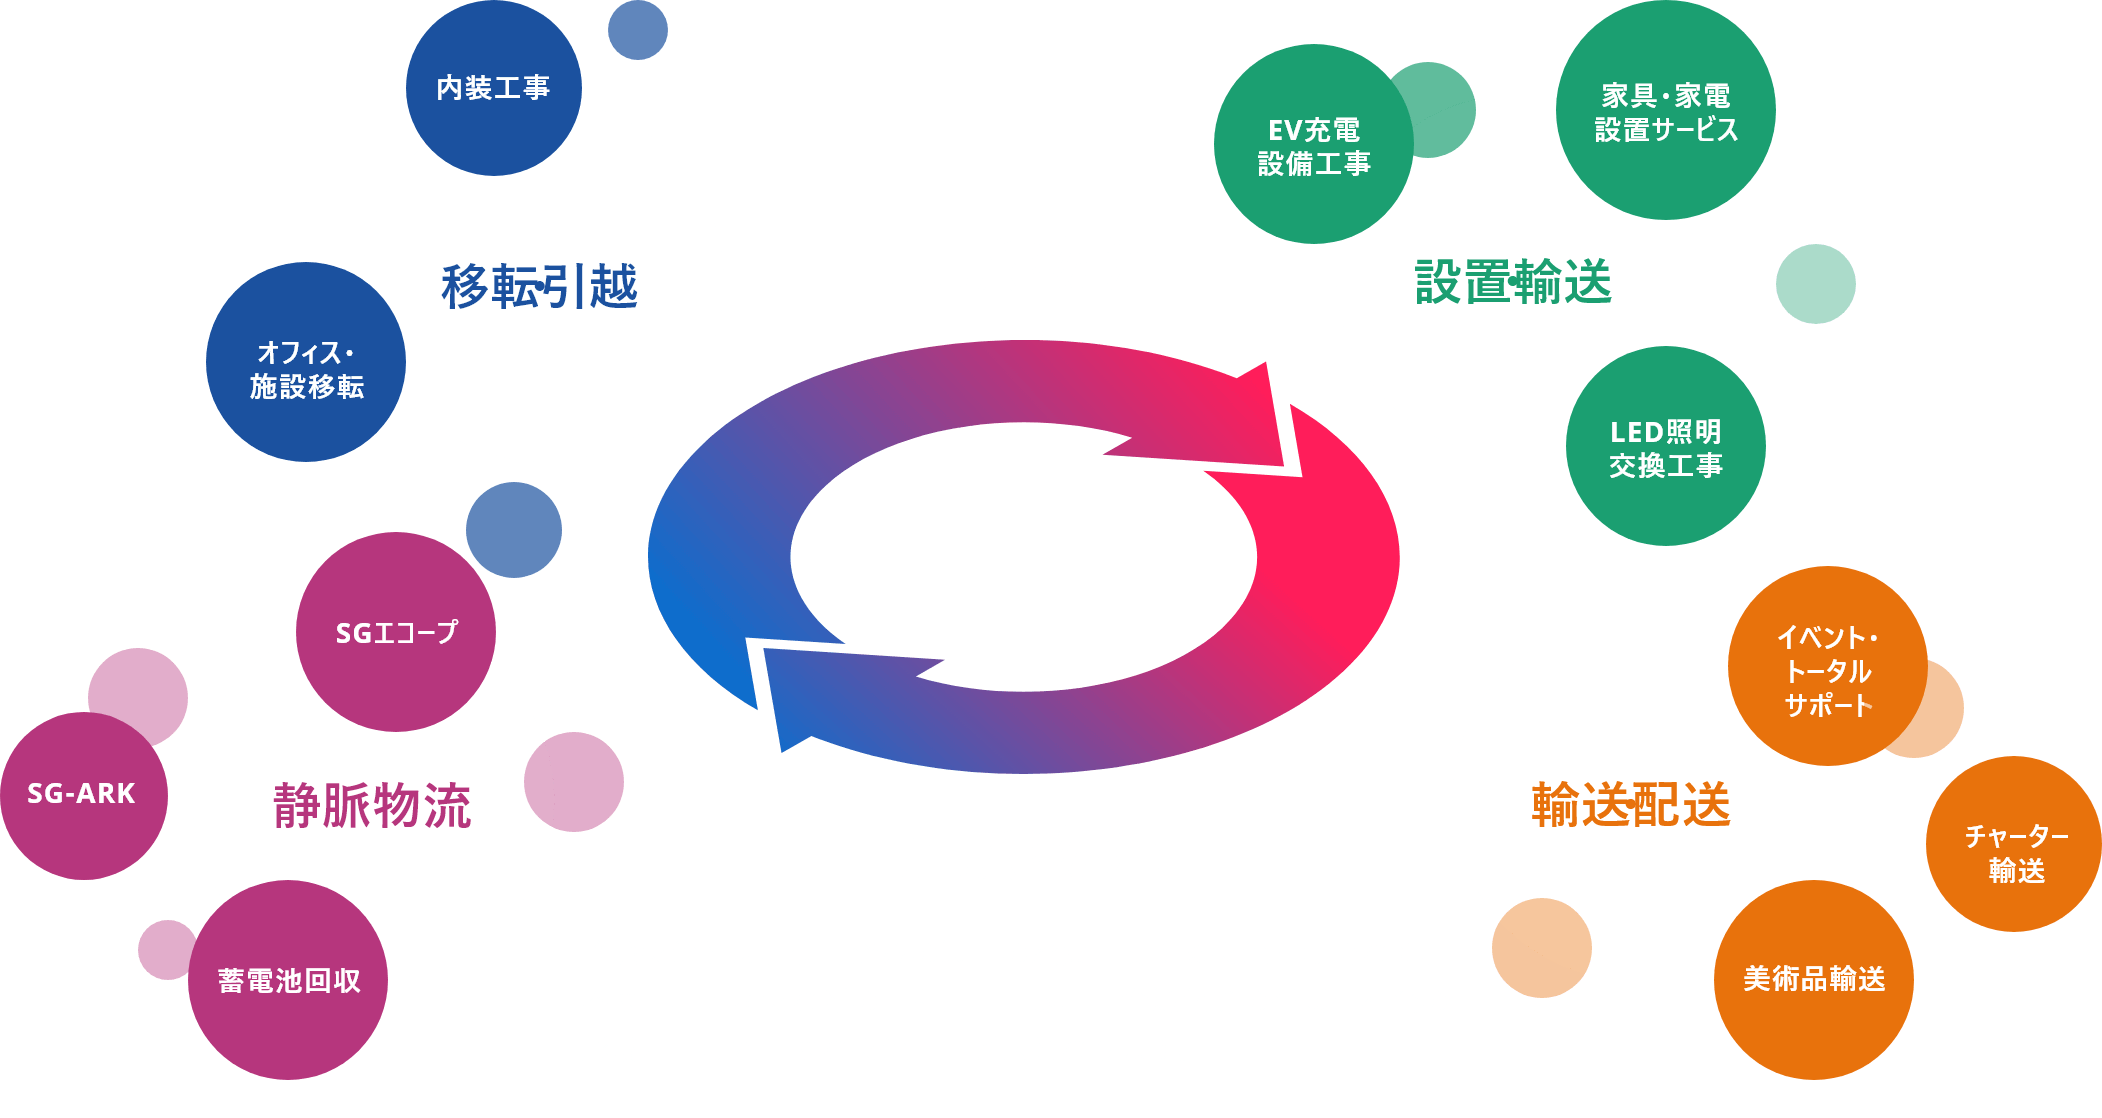 内装工事
移転・引越
オフィス・
施設移転
EV充電
設備工事
家具・家電
設置サービス
設置・輸送
LED照明
交換工事
SGエコープ
SG-ARK
静脈物流
蓄電池回収
イベント・
トータル
サポート
輸送・配送
チャーター
輸送
美術品輸送